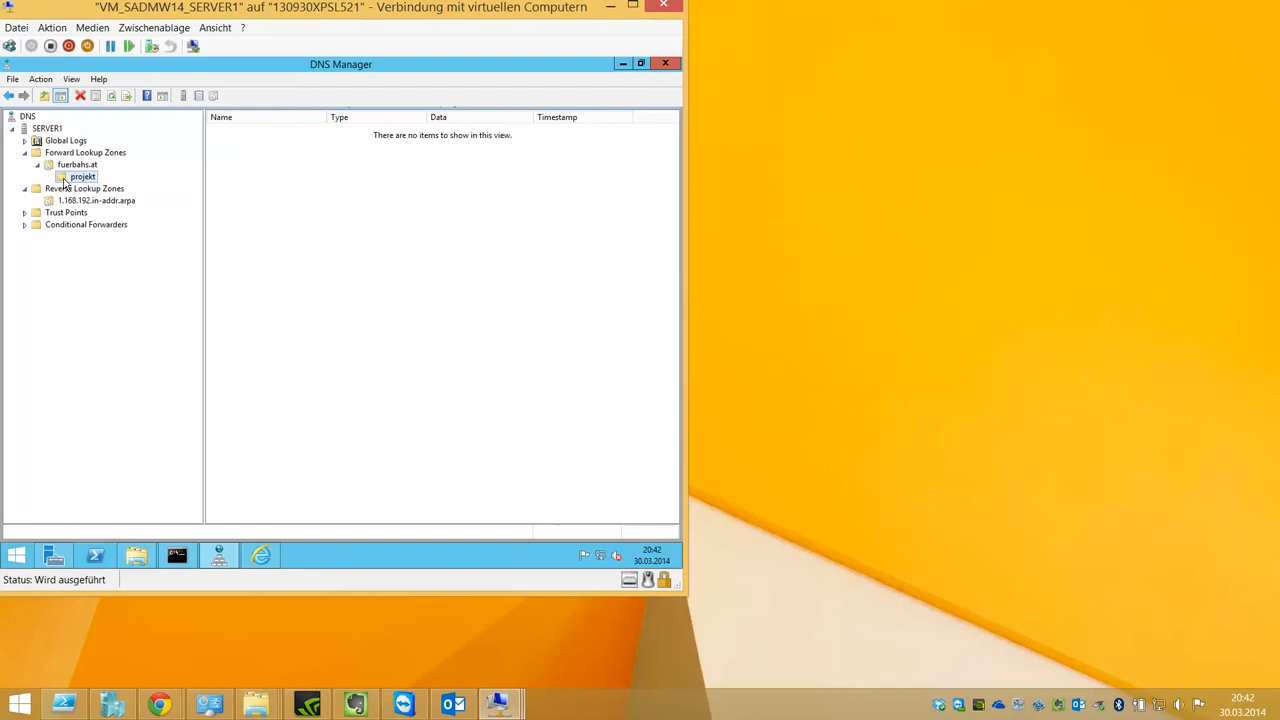 "VM_SADMW14_SERVER1" auf "130930XPSL521" - Verbindung mit virtuellen Computern
Datei Aktion Medien Zwischenablage Ansicht ?
DNS Manager
File Action View Help
DNS
SERVER1
Global Logs
Forward Lookup Zones
fuerbahs.at
projekt
Reverse Lookup Zones
1.168.192.in-addr.arpa
Trust Points
Conditional Forwarders
Name Type Data Timestamp
There are no items to show in this view.
20:42
30.03.2014
Status: Wird ausgeführt
20:42
30.03.2014